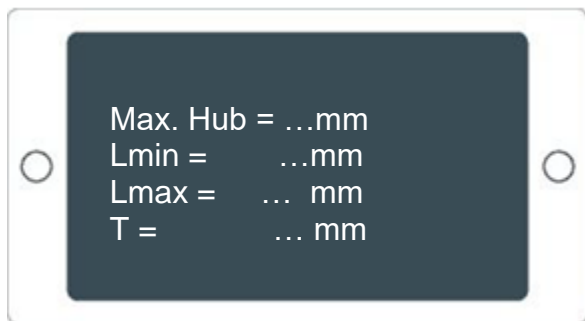 Max. Hub = …mm
Lmin = …mm
Lmax = … mm
T = … mm